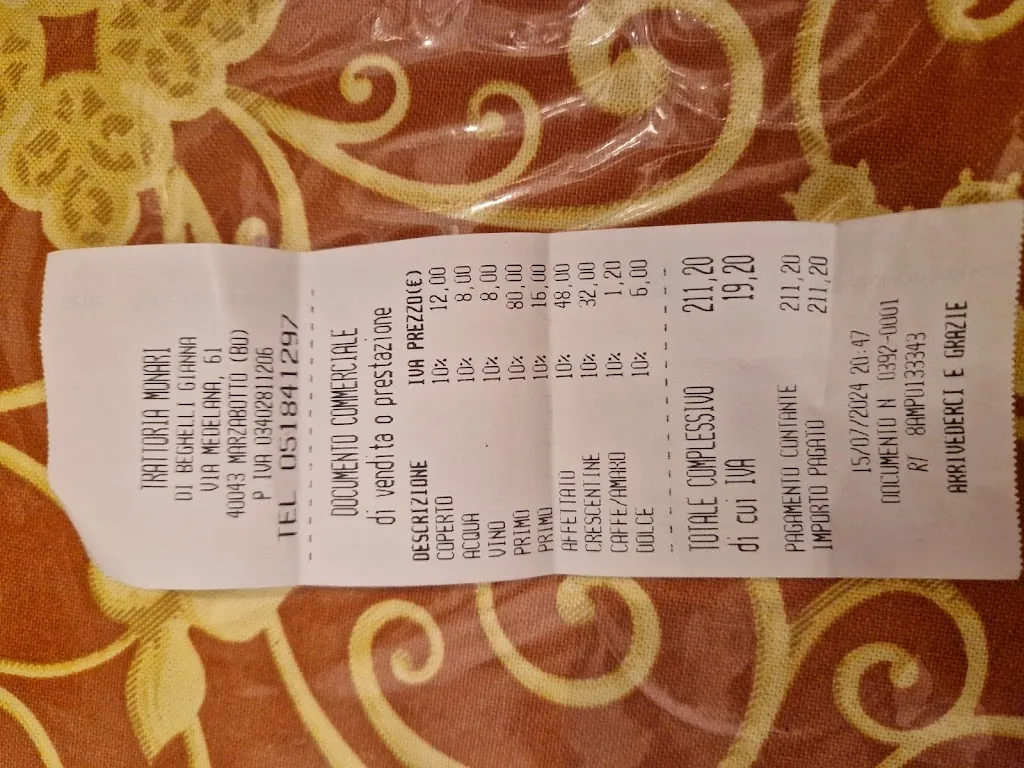 TRATTORIA MUNARI
DI BEGHELLI GIANNA
VIA MEDELANA, 61
40043 MARZABOTTO (BO)
P IVA 03402811206
TEL 051841297
DOCUMENTO COMMERCIALE
di vendita o prestazione
DESCRIZIONE IVA PREZZO(€)
COPERTO 10% 12,00
ACQUA 10% 8,00
VINO 10% 8,00
PRIMO 10% 80,00
PRIMO 10% 16,00
AFFETTATO 10% 48,00
CRESCENTINE 10% 32,00
CAFFE/AMARO 10% 1,20
DOLCE 10% 6,00
TOTALE COMPLESSIVO 211,20
di cui IVA 19,20
PAGAMENTO CONTANTE 211,20
IMPORTO PAGATO 211,20
15/07/2024 20:47
DOCUMENTO N 0392-0001
RT 8AMPU133343
ARRIVEDERCI E GRAZIE